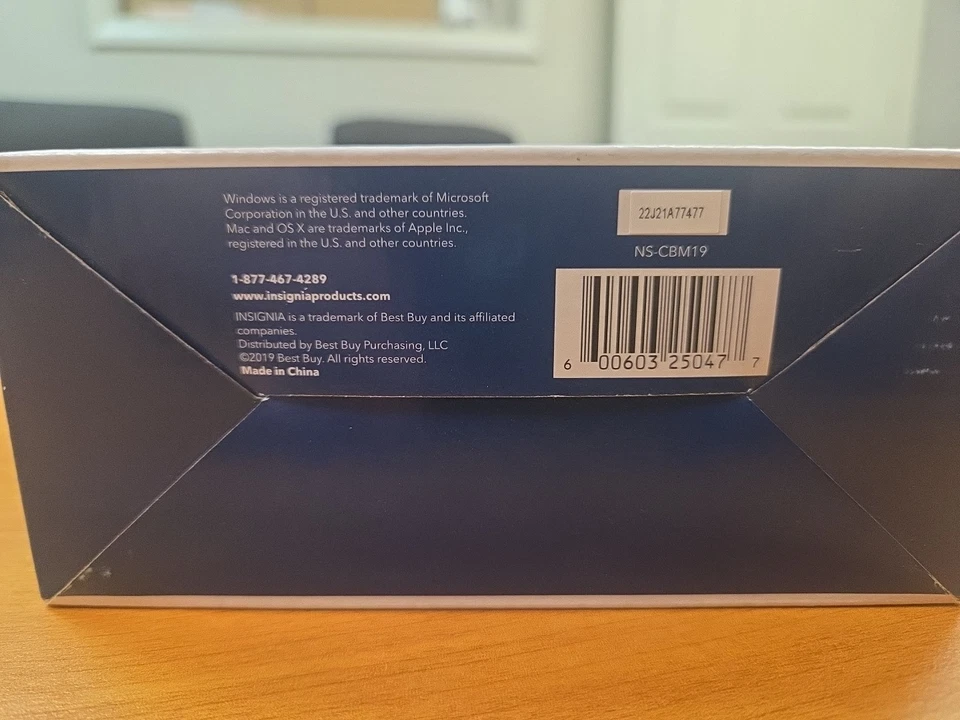 Windows is a registered trademark of Microsoft
Corporation in the U.S. and other countries.
Mac and OS X are trademarks of Apple Inc.,
registered in the U.S. and other countries.
1-877-467-4289
www.insigniaproducts.com
INSIGNIA is a trademark of Best Buy and its affiliated
companies.
Distributed by Best Buy Purchasing, LLC
©2019 Best Buy. All rights reserved.
Made in China
22J21A77477
NS-CBM19
6 00603 25047 7